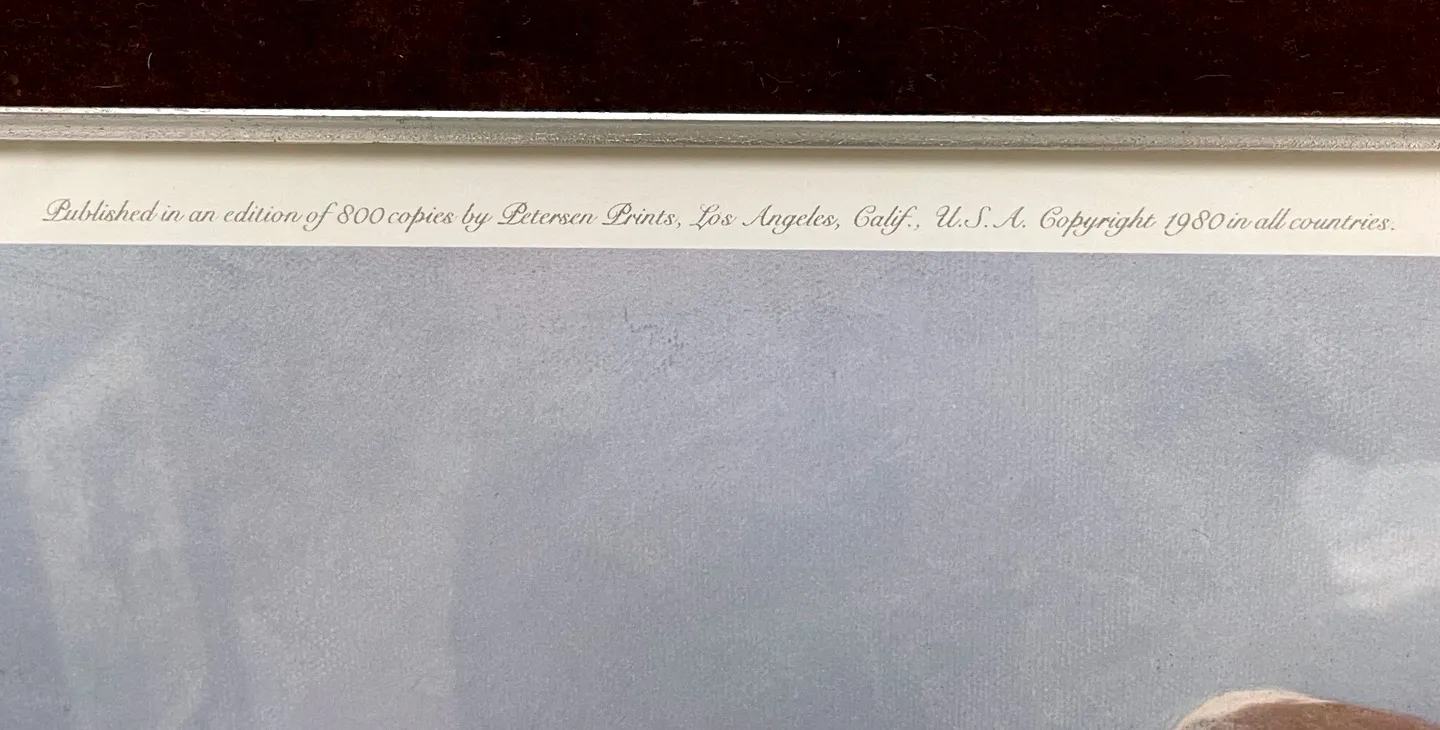 Published in an edition of 800 copies by Petersen Prints, Los Angeles, Calif., U.S.A. Copyright 1980 in all countries.